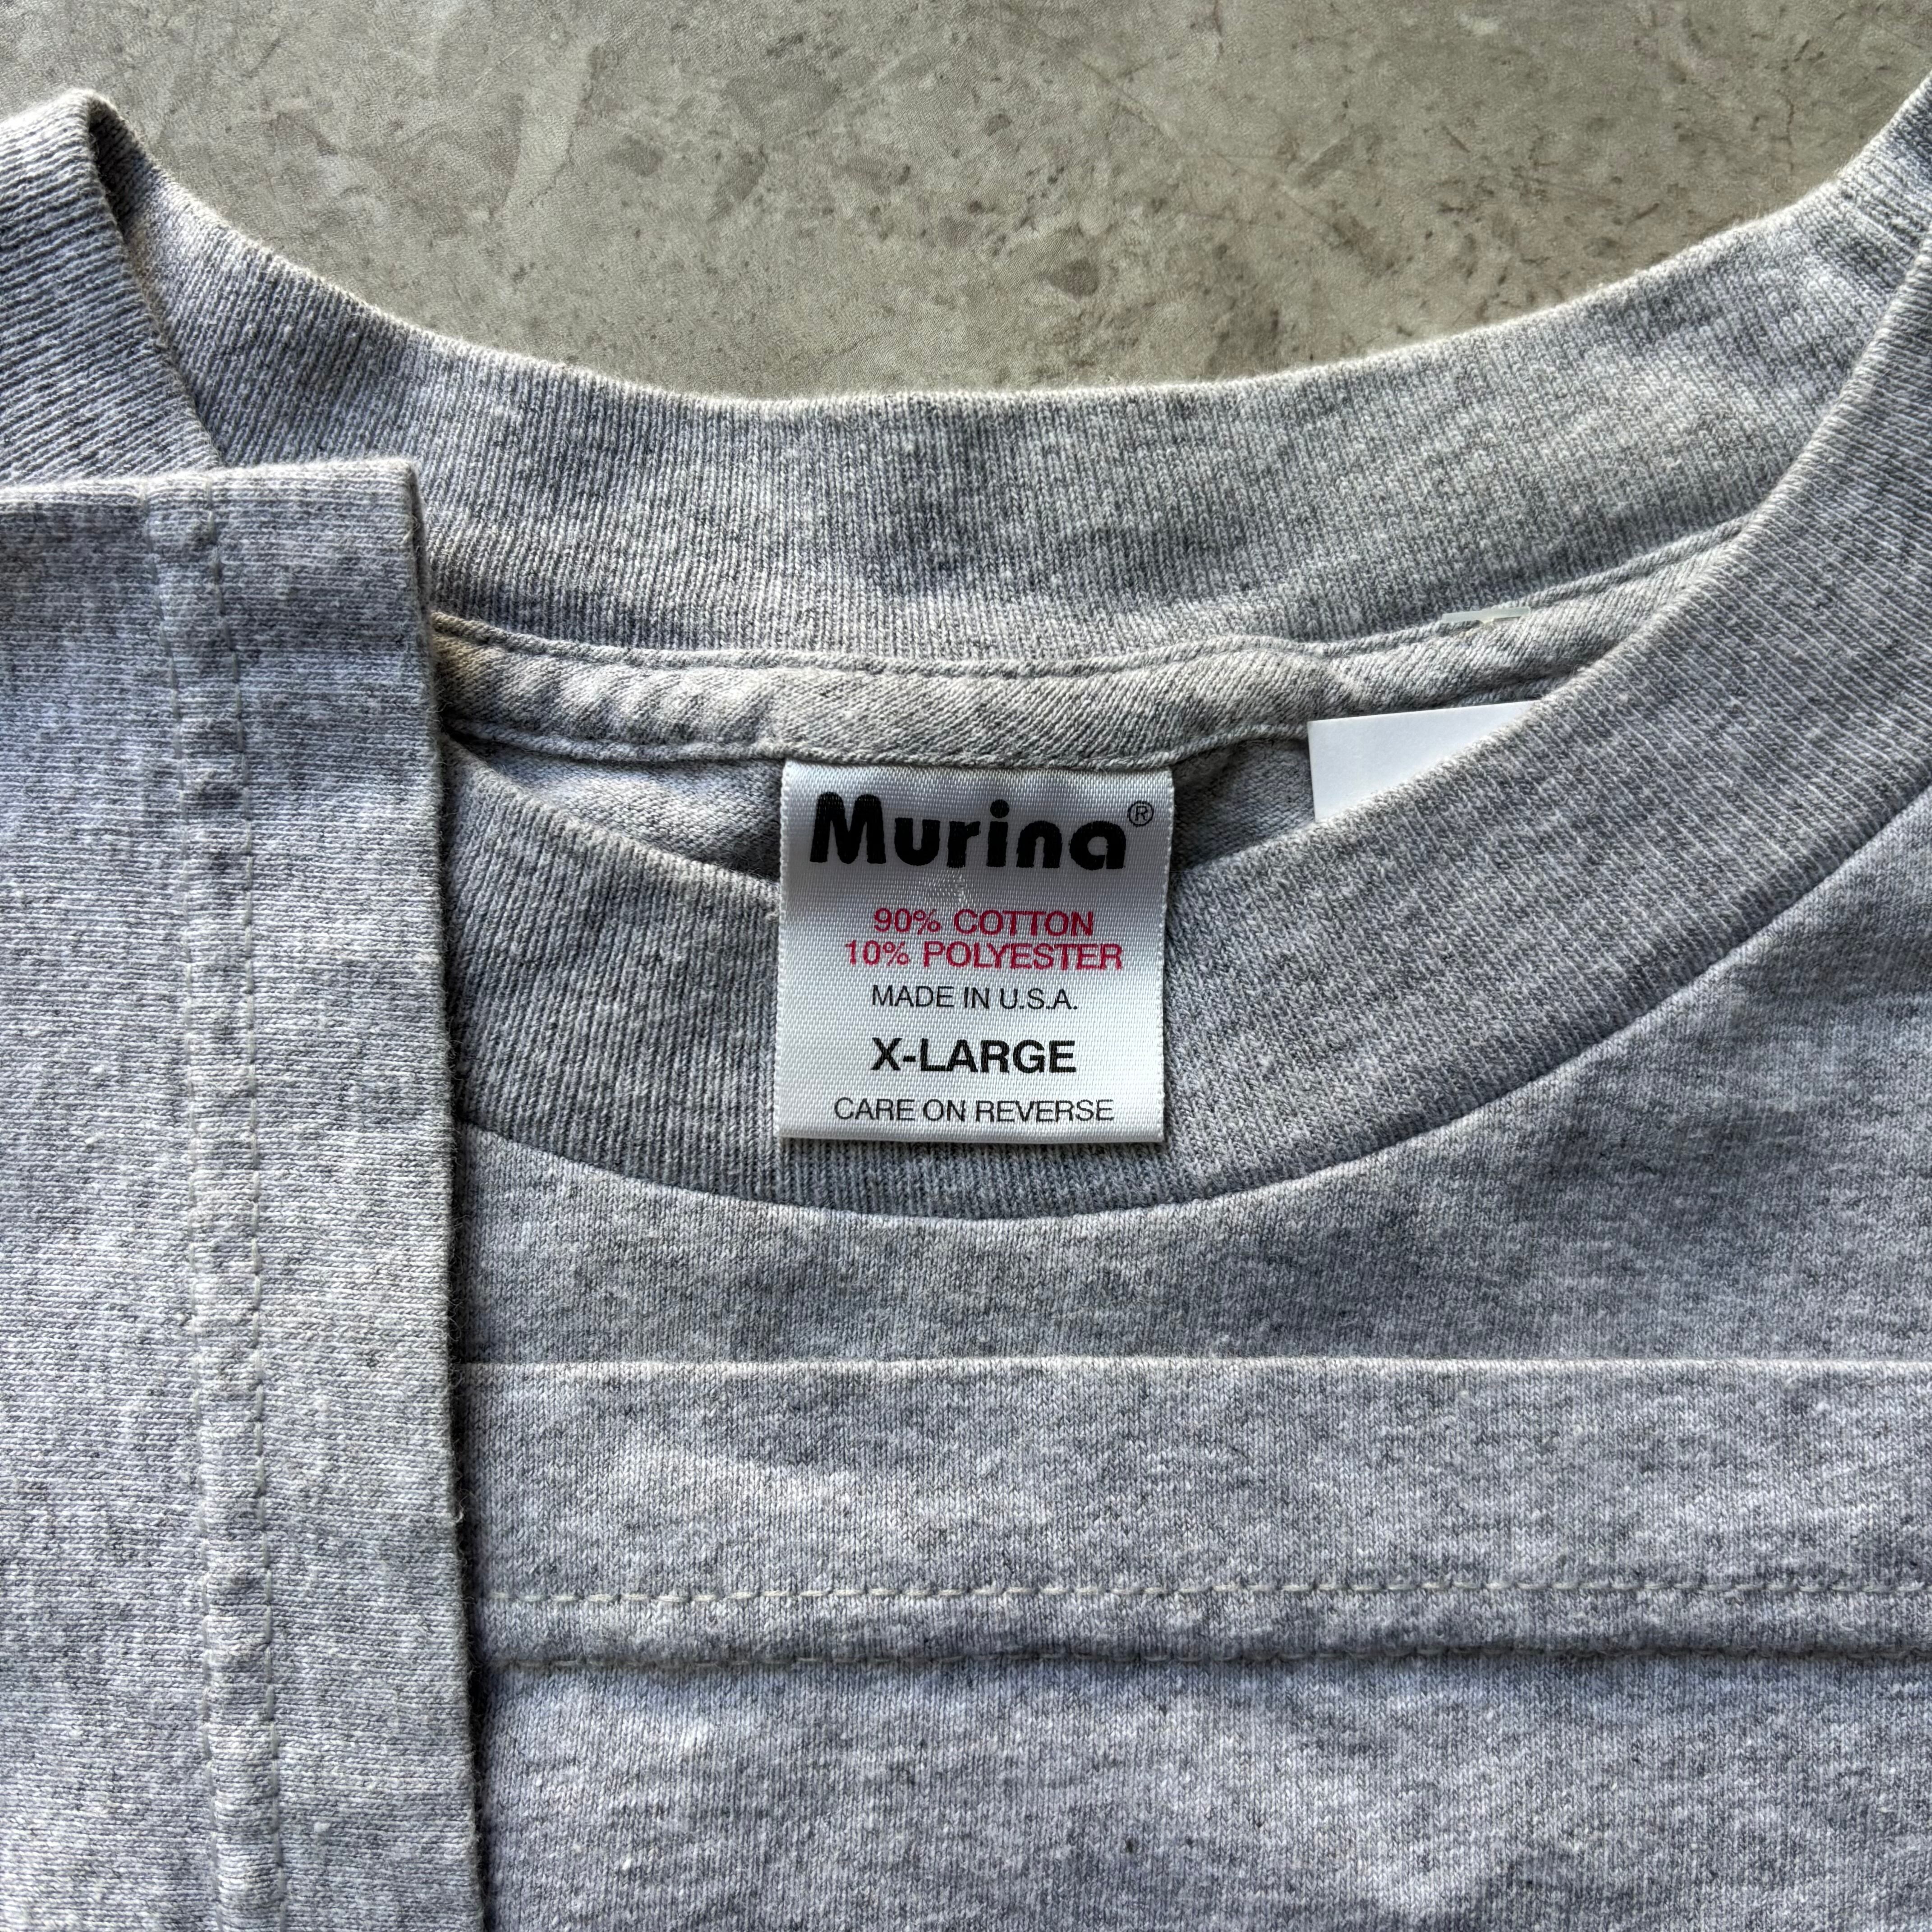 Murina®
90% COTTON
10% POLYESTER
MADE IN U.S.A.
X-LARGE
CARE ON REVERSE